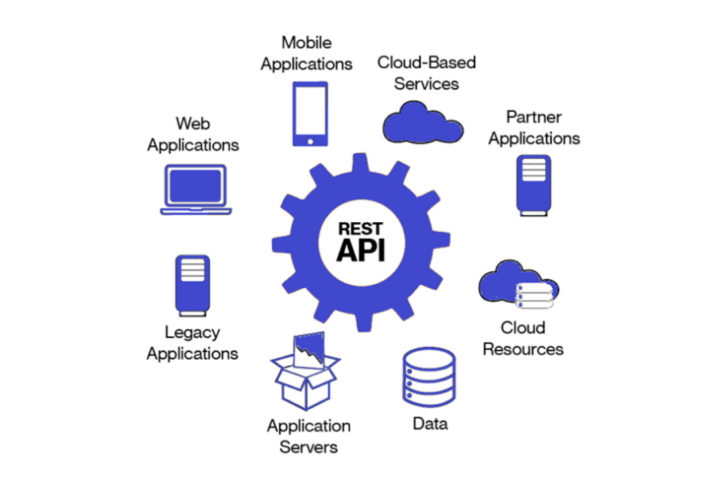 Mobile
Applications
Cloud-Based
Services
Partner
Applications
Web
Applications
REST
API
Legacy
Applications
Cloud
Resources
Application
Servers
Data